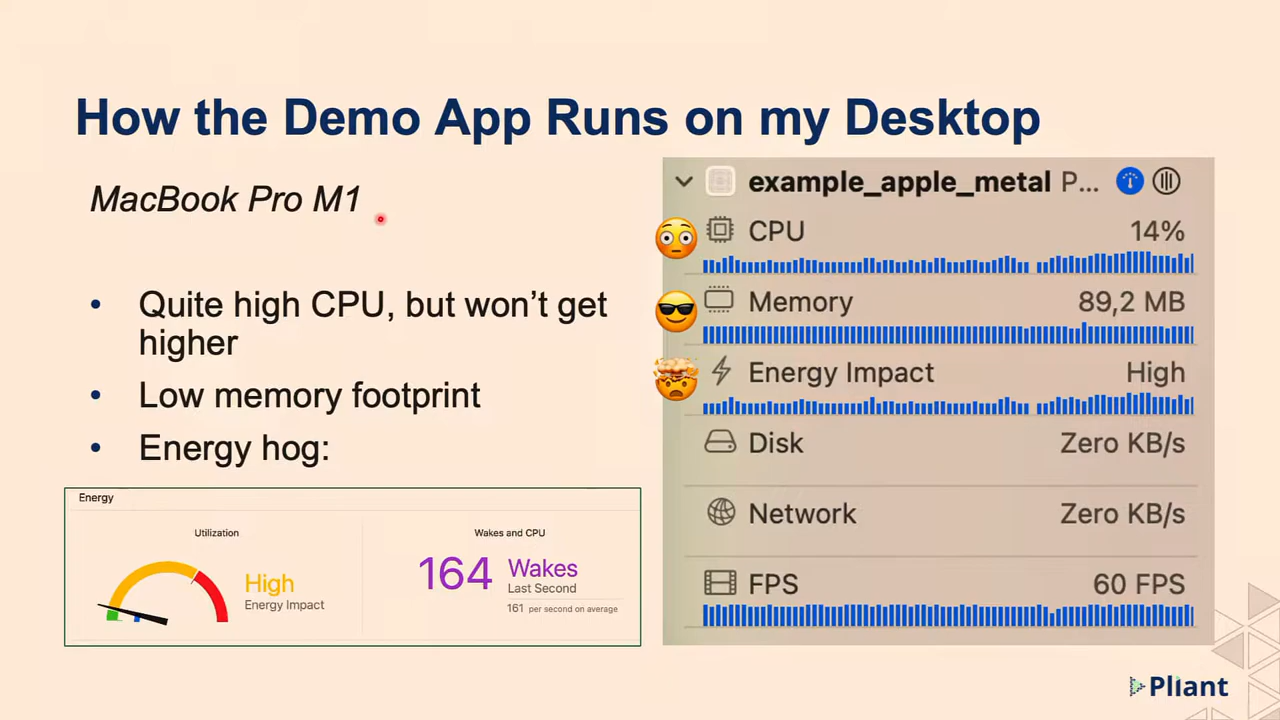 How the Demo App Runs on my Desktop
MacBook Pro M1
• Quite high CPU, but won’t get
higher
• Low memory footprint
• Energy hog:
Energy
Utilization
High
Energy Impact
Wakes and CPU
164
Wakes
Last Second
161 per second on average
example_apple_metal P...
CPU 14%
Memory 89,2 MB
Energy Impact High
Disk Zero KB/s
Network Zero KB/s
FPS 60 FPS
Pliant